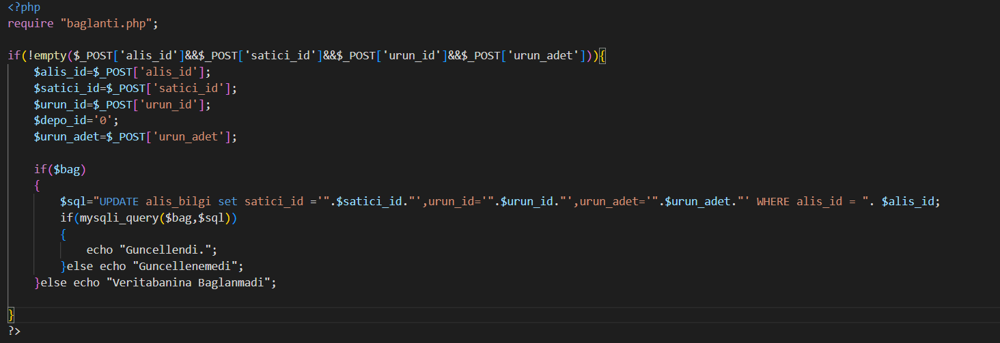 <?php
require "baglanti.php";
if(!empty($_POST['alis_id']&&$_POST['satici_id']&&$_POST['urun_id']&&$_POST['urun_adet'])){
$alis_id=$_POST['alis_id'];
$satici_id=$_POST['satici_id'];
$urun_id=$_POST['urun_id'];
$depo_id='0';
$urun_adet=$_POST['urun_adet'];
if($bag)
{
$sql="UPDATE alis_bilgi set satici_id ='".$satici_id."',urun_id='".$urun_id."',urun_adet='".$urun_adet."' WHERE alis_id = ". $alis_id;
if(mysqli_query($bag,$sql))
{
echo "Guncellendi.";
}else echo "Guncellenemedi";
}else echo "Veritabanina Baglanmadi";
}
?>